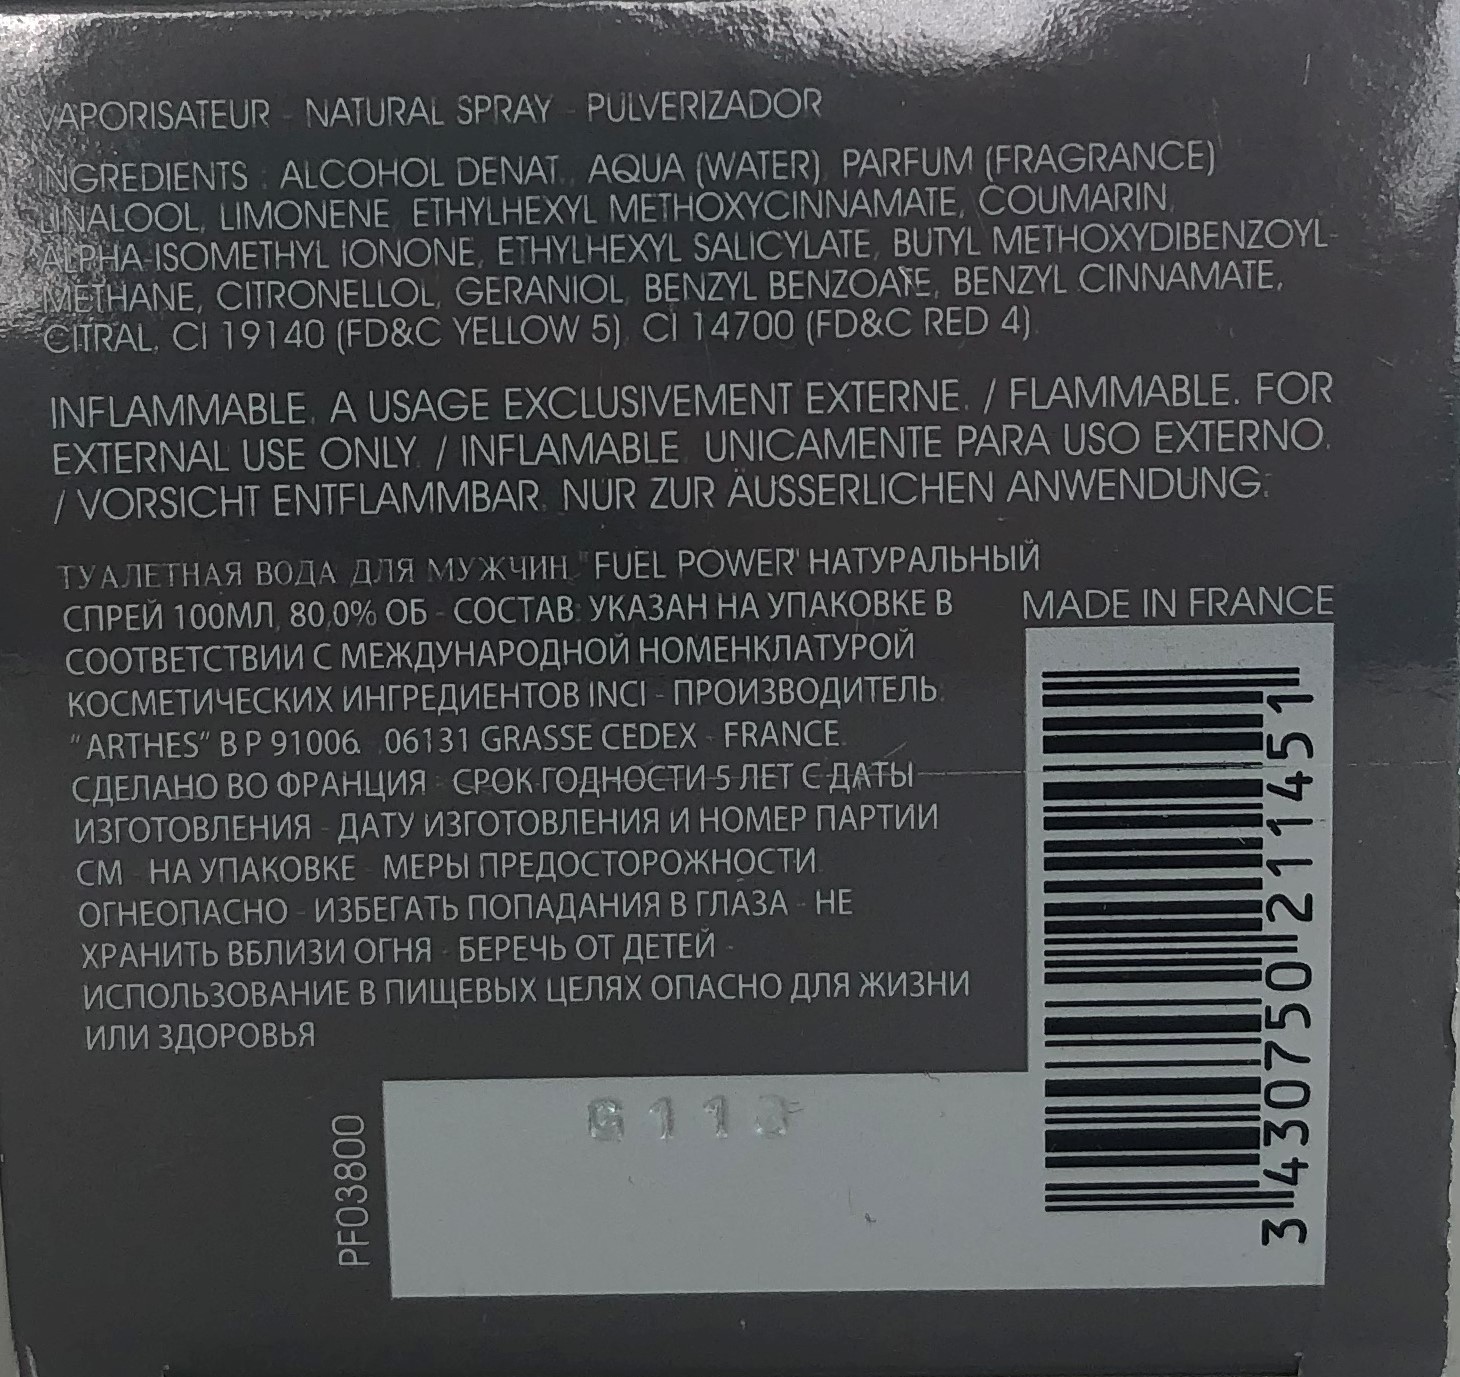 VAPORISATEUR - NATURAL SPRAY - PULVERIZADOR
INGREDIENTS : ALCOHOL DENAT., AQUA (WATER), PARFUM (FRAGRANCE)
LINALOOL, LIMONENE, ETHYLHEXYL METHOXYCINNAMATE, COUMARIN,
ALPHA-ISOMETHYL IONONE, ETHYLHEXYL SALICYLATE, BUTYL METHOXYDIBENZOYL-
METHANE, CITRONELLOL, GERANIOL, BENZYL BENZOATE, BENZYL CINNAMATE,
CITRAL, CI 19140 (FD&C YELLOW 5), CI 14700 (FD&C RED 4).
INFLAMMABLE. A USAGE EXCLUSIVEMENT EXTERNE. / FLAMMABLE. FOR
EXTERNAL USE ONLY. / INFLAMABLE. UNICAMENTE PARA USO EXTERNO.
/ VORSICHT ENTFLAMMBAR. NUR ZUR ÄUSSERLICHEN ANWENDUNG.
ТУАЛЕТНАЯ ВОДА ДЛЯ МУЖЧИН "FUEL POWER" НАТУРАЛЬНЫЙ
СПРЕЙ 100МЛ, 80,0% ОБ - СОСТАВ: УКАЗАН НА УПАКОВКЕ В
СООТВЕТСТВИИ С МЕЖДУНАРОДНОЙ НОМЕНКЛАТУРОЙ
КОСМЕТИЧЕСКИХ ИНГРЕДИЕНТОВ INCI - ПРОИЗВОДИТЕЛЬ:
"ARTHES" B P 91006. 06131 GRASSE CEDEX - FRANCE.
СДЕЛАНО ВО ФРАНЦИЯ - СРОК ГОДНОСТИ 5 ЛЕТ С ДАТЫ
ИЗГОТОВЛЕНИЯ - ДАТУ ИЗГОТОВЛЕНИЯ И НОМЕР ПАРТИИ
СМ НА УПАКОВКЕ - МЕРЫ ПРЕДОСТОРОЖНОСТИ
ОГНЕОПАСНО - ИЗБЕГАТЬ ПОПАДАНИЯ В ГЛАЗА - НЕ
ХРАНИТЬ ВБЛИЗИ ОГНЯ - БЕРЕЧЬ ОТ ДЕТЕЙ -
ИСПОЛЬЗОВАНИЕ В ПИЩЕВЫХ ЦЕЛЯХ ОПАСНО ДЛЯ ЖИЗНИ
ИЛИ ЗДОРОВЬЯ
MADE IN FRANCE
3 430750 211451
PF03800